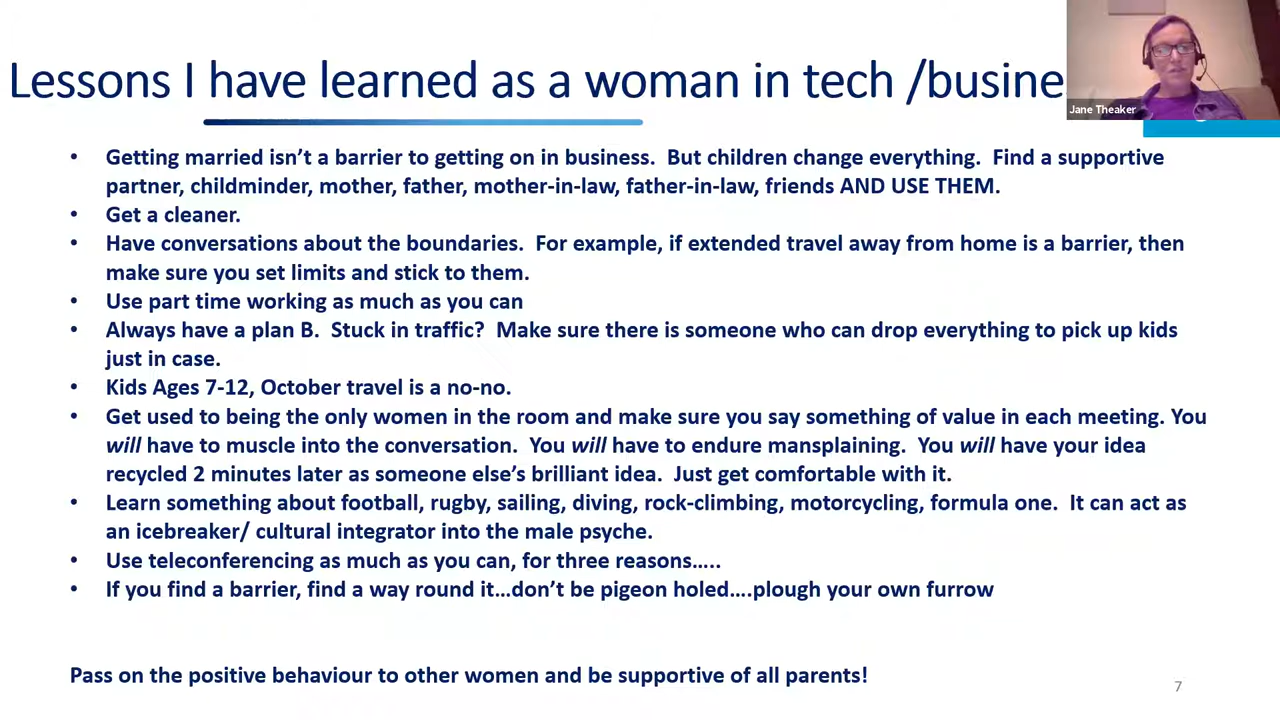 Lessons I have learned as a woman in tech /busine
Jane Theaker
• Getting married isn’t a barrier to getting on in business.  But children change everything.  Find a supportive
partner, childminder, mother, father, mother-in-law, father-in-law, friends AND USE THEM.
• Get a cleaner.
• Have conversations about the boundaries.  For example, if extended travel away from home is a barrier, then
make sure you set limits and stick to them.
• Use part time working as much as you can
• Always have a plan B.  Stuck in traffic?  Make sure there is someone who can drop everything to pick up kids
just in case.
• Kids Ages 7-12, October travel is a no-no.
• Get used to being the only women in the room and make sure you say something of value in each meeting. You
will have to muscle into the conversation.  You will have to endure mansplaining.  You will have your idea
recycled 2 minutes later as someone else’s brilliant idea.  Just get comfortable with it.
• Learn something about football, rugby, sailing, diving, rock-climbing, motorcycling, formula one.  It can act as
an icebreaker/ cultural integrator into the male psyche.
• Use teleconferencing as much as you can, for three reasons…..
• If you find a barrier, find a way round it…don’t be pigeon holed….plough your own furrow
Pass on the positive behaviour to other women and be supportive of all parents!
7